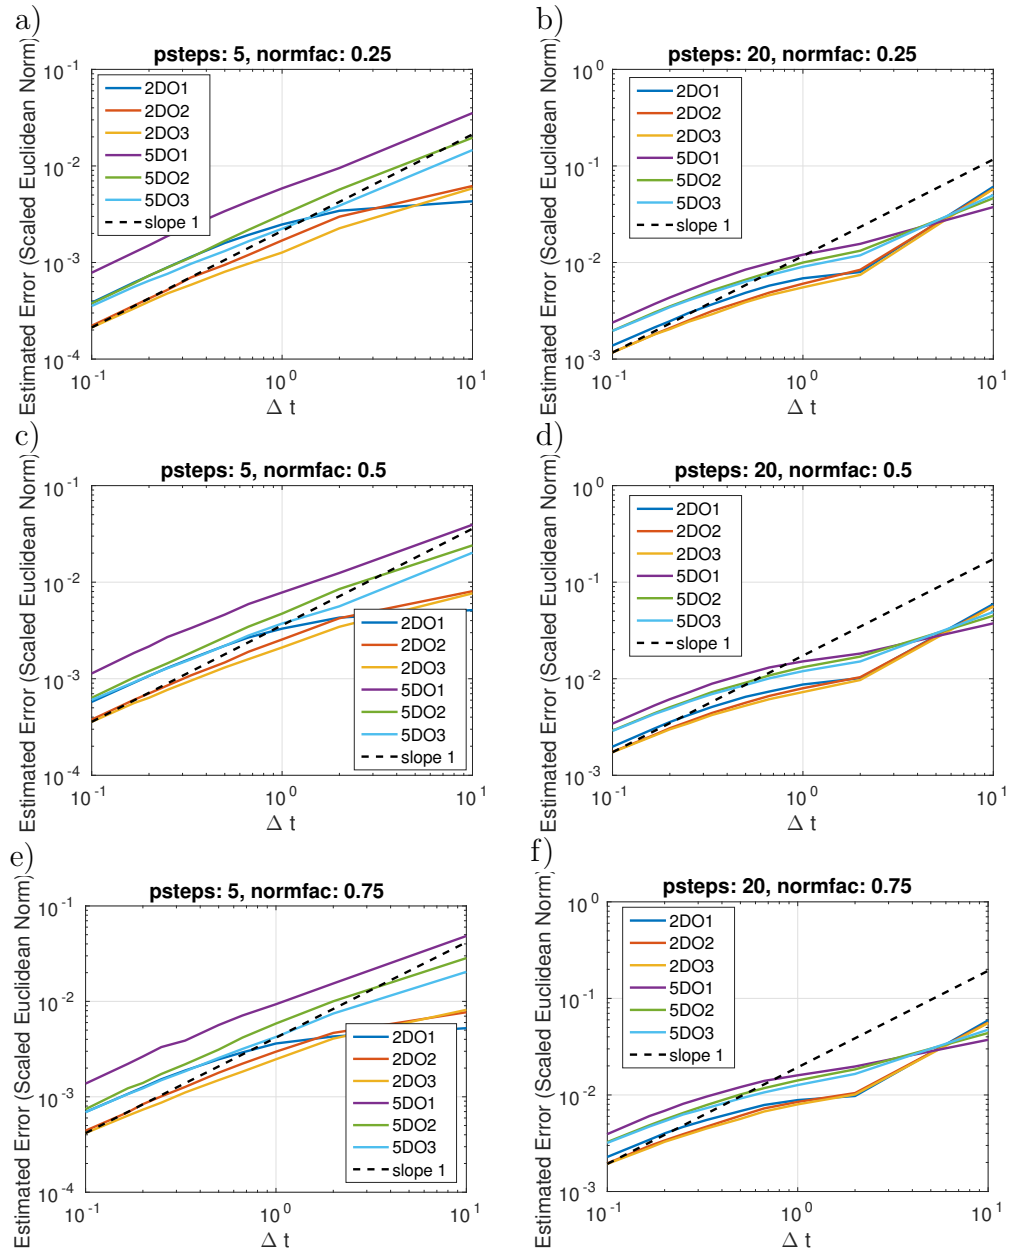 a)
psteps: 5, normfac: 0.25
Estimated Error (Scaled Euclidean Norm)
10^-1
10^-2
10^-3
10^-4
2DO1
2DO2
2DO3
5DO1
5DO2
5DO3
slope 1
10^-1 10^0 10^1
Δ t
b)
psteps: 20, normfac: 0.25
Estimated Error (Scaled Euclidean Norm)
10^0
10^-1
10^-2
10^-3
2DO1
2DO2
2DO3
5DO1
5DO2
5DO3
slope 1
10^-1 10^0 10^1
Δ t
c)
psteps: 5, normfac: 0.5
Estimated Error (Scaled Euclidean Norm)
10^-1
10^-2
10^-3
10^-4
2DO1
2DO2
2DO3
5DO1
5DO2
5DO3
slope 1
10^-1 10^0 10^1
Δ t
d)
psteps: 20, normfac: 0.5
Estimated Error (Scaled Euclidean Norm)
10^0
10^-1
10^-2
10^-3
2DO1
2DO2
2DO3
5DO1
5DO2
5DO3
slope 1
10^-1 10^0 10^1
Δ t
e)
psteps: 5, normfac: 0.75
Estimated Error (Scaled Euclidean Norm)
10^-1
10^-2
10^-3
10^-4
2DO1
2DO2
2DO3
5DO1
5DO2
5DO3
slope 1
10^-1 10^0 10^1
Δ t
f)
psteps: 20, normfac: 0.75
Estimated Error (Scaled Euclidean Norm)
10^0
10^-1
10^-2
10^-3
2DO1
2DO2
2DO3
5DO1
5DO2
5DO3
slope 1
10^-1 10^0 10^1
Δ t